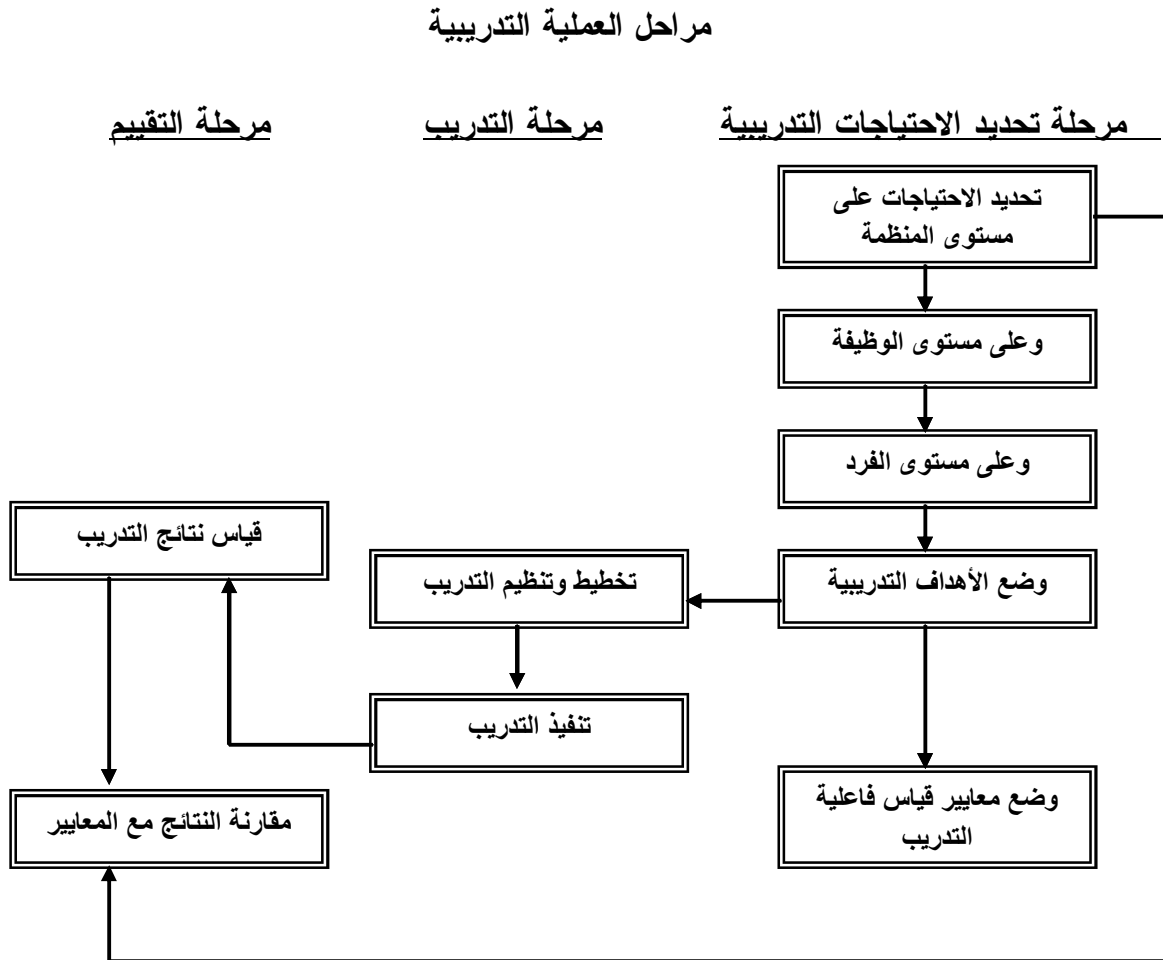 مراحل العملية التدريبية
مرحلة تحديد الاحتياجات التدريبية
مرحلة التدريب
مرحلة التقييم
تحديد الاحتياجات على
مستوى المنظمة
وعلى مستوى الوظيفة
وعلى مستوى الفرد
وضع الأهداف التدريبية
وضع معايير قياس فاعلية
التدريب
تخطيط وتنظيم التدريب
تنفيذ التدريب
قياس نتائج التدريب
مقارنة النتائج مع المعايير